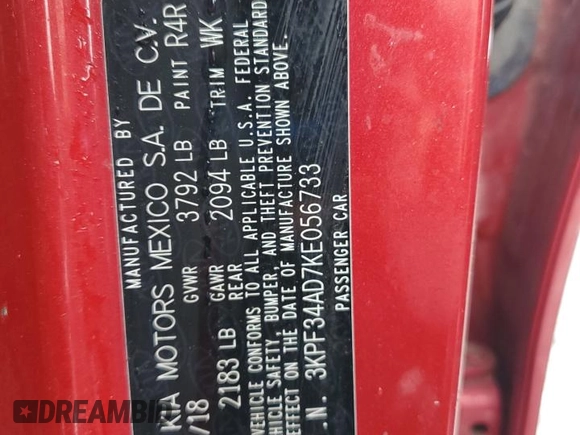 MANUFACTURED BY
KIA MOTORS MEXICO S.A. DE C.V.
/18 GVWR 3792 LB PAINT R4R
GAWR
2183 LB REAR 2094 LB TRIM WK
VEHICLE CONFORMS TO ALL APPLICABLE U.S.A. FEDERAL
VEHICLE SAFETY, BUMPER, AND THEFT PREVENTION STANDARD
EFFECT ON THE DATE OF MANUFACTURE SHOWN ABOVE.
.N. 3KPF34AD7KE056733
PASSENGER CAR
DREAMBID